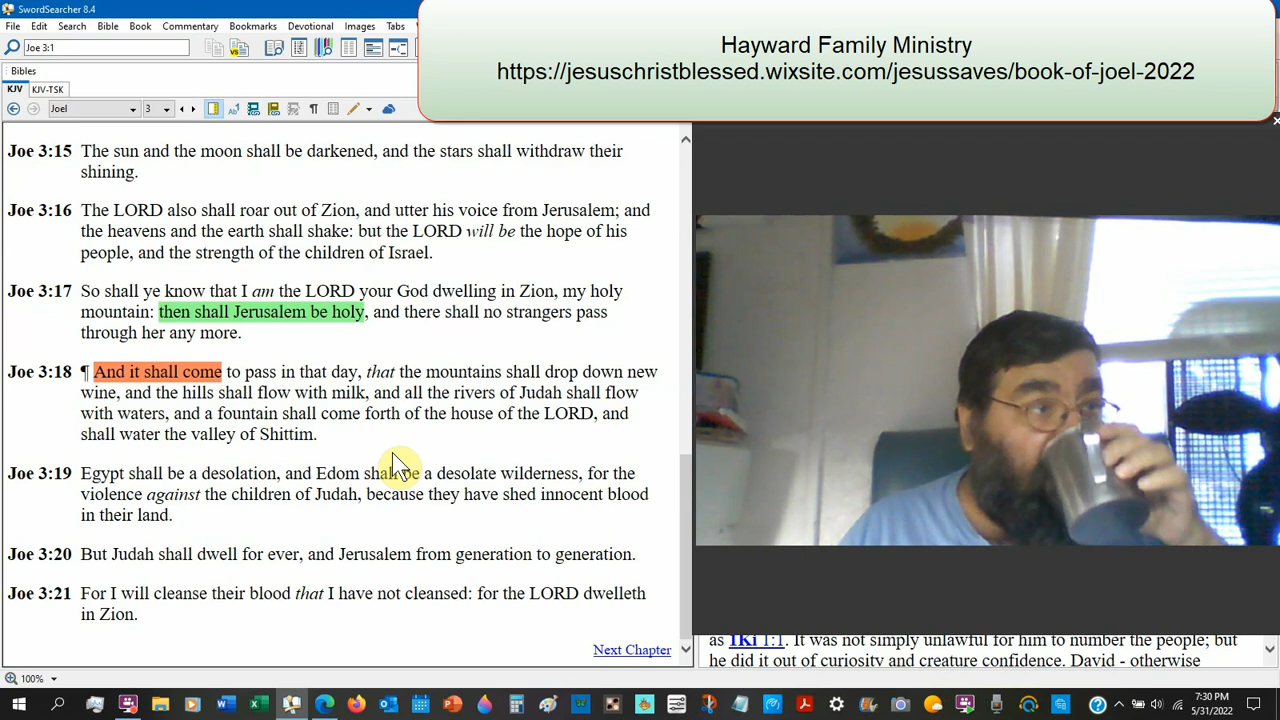 SwordSearcher 8.4
File Edit Search Bible Book Commentary Bookmarks Devotional Images Tabs
Hayward Family Ministry
https://jesuschristblessed.wixsite.com/jesussaves/book-of-joel-2022
Joe 3:1
VS
Bibles
KJV KJV-TSK
Joel 3
Joe 3:15 The sun and the moon shall be darkened, and the stars shall withdraw their
shining.
Joe 3:16 The LORD also shall roar out of Zion, and utter his voice from Jerusalem; and
the heavens and the earth shall shake: but the LORD will be the hope of his
people, and the strength of the children of Israel.
Joe 3:17 So shall ye know that I am the LORD your God dwelling in Zion, my holy
mountain: then shall Jerusalem be holy, and there shall no strangers pass
through her any more.
Joe 3:18 ¶ And it shall come to pass in that day, that the mountains shall drop down new
wine, and the hills shall flow with milk, and all the rivers of Judah shall flow
with waters, and a fountain shall come forth of the house of the LORD, and
shall water the valley of Shittim.
Joe 3:19 Egypt shall be a desolation, and Edom shall be a desolate wilderness, for the
violence against the children of Judah, because they have shed innocent blood
in their land.
Joe 3:20 But Judah shall dwell for ever, and Jerusalem from generation to generation.
Joe 3:21 For I will cleanse their blood that I have not cleansed: for the LORD dwelleth
in Zion.
Next Chapter
as 1Ki 1:1. It was not simply unlawful for him to number the people; but
he did it out of curiosity and creature confidence. David - otherwise
100%
7:30 PM
5/31/2022